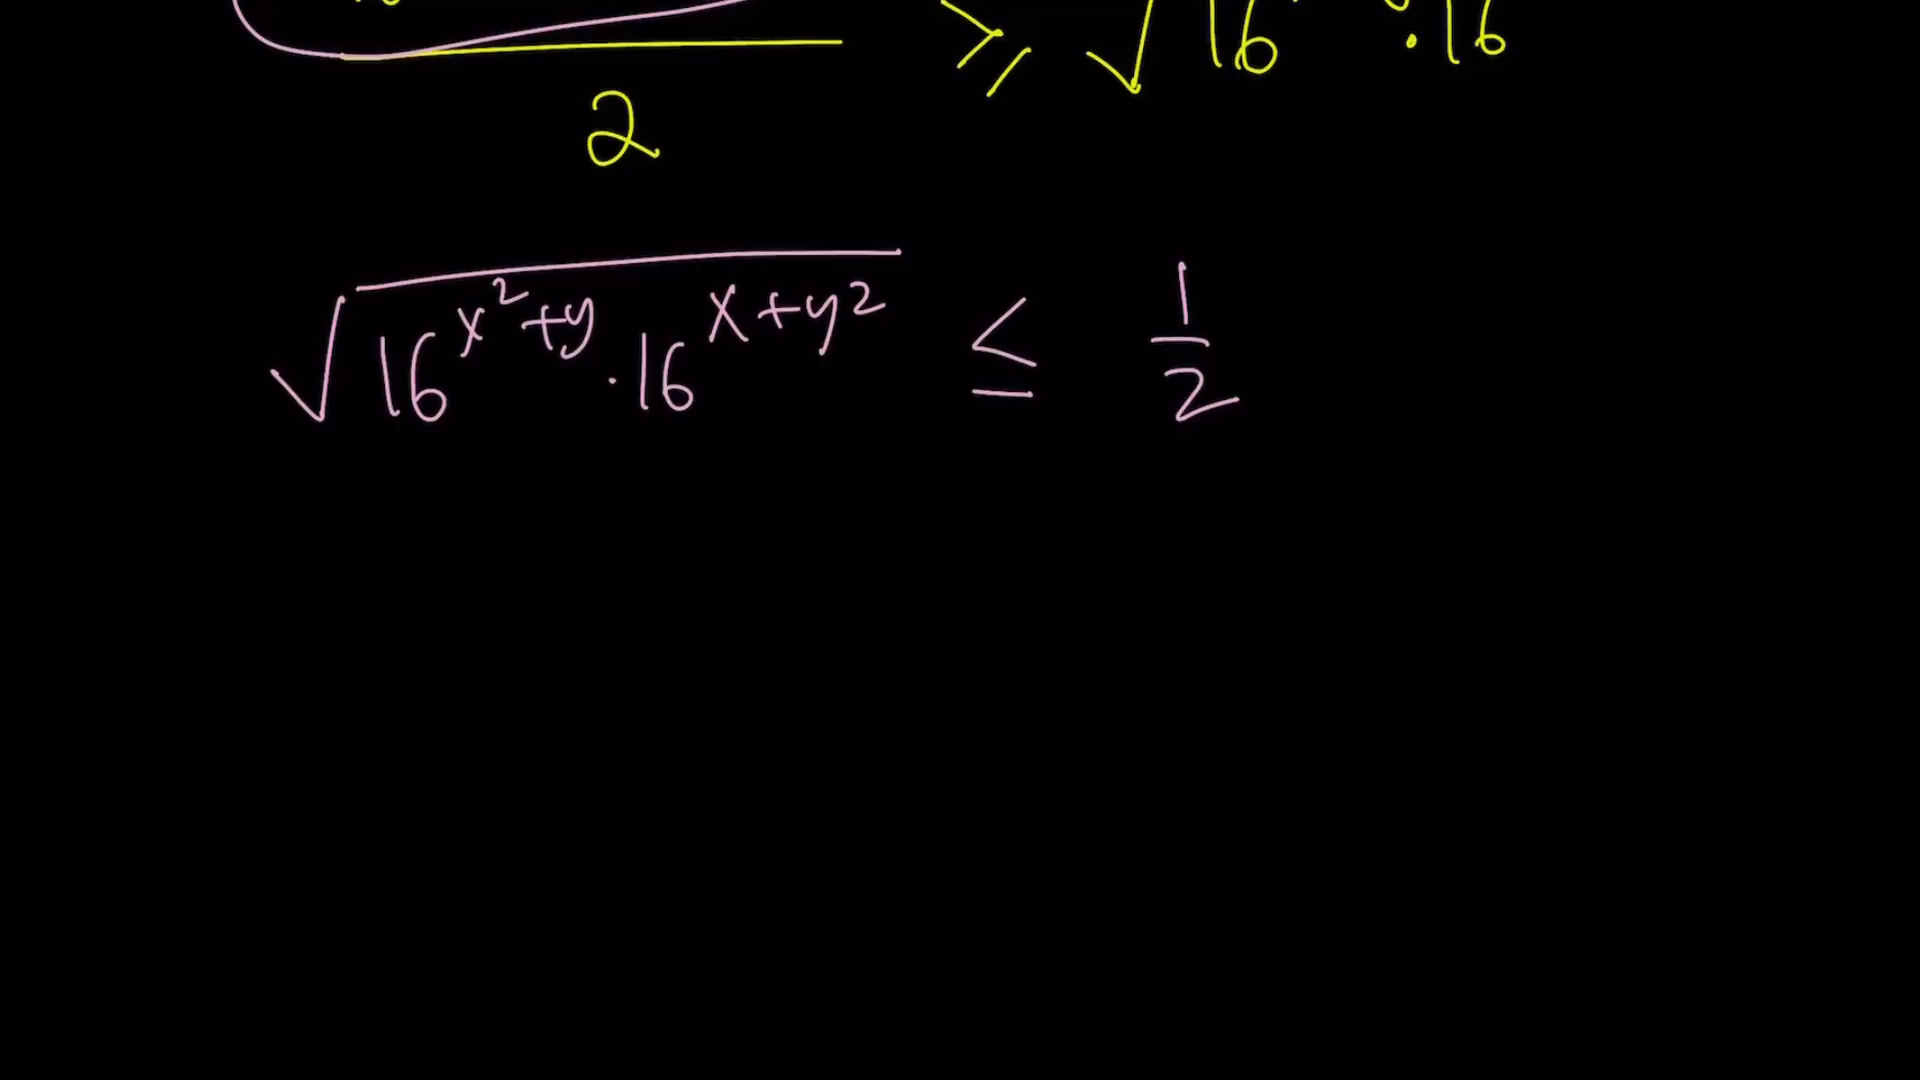 ≥ √16 · 16
2
√16^(x²+y) · 16^(x+y²) ≤ 1/2